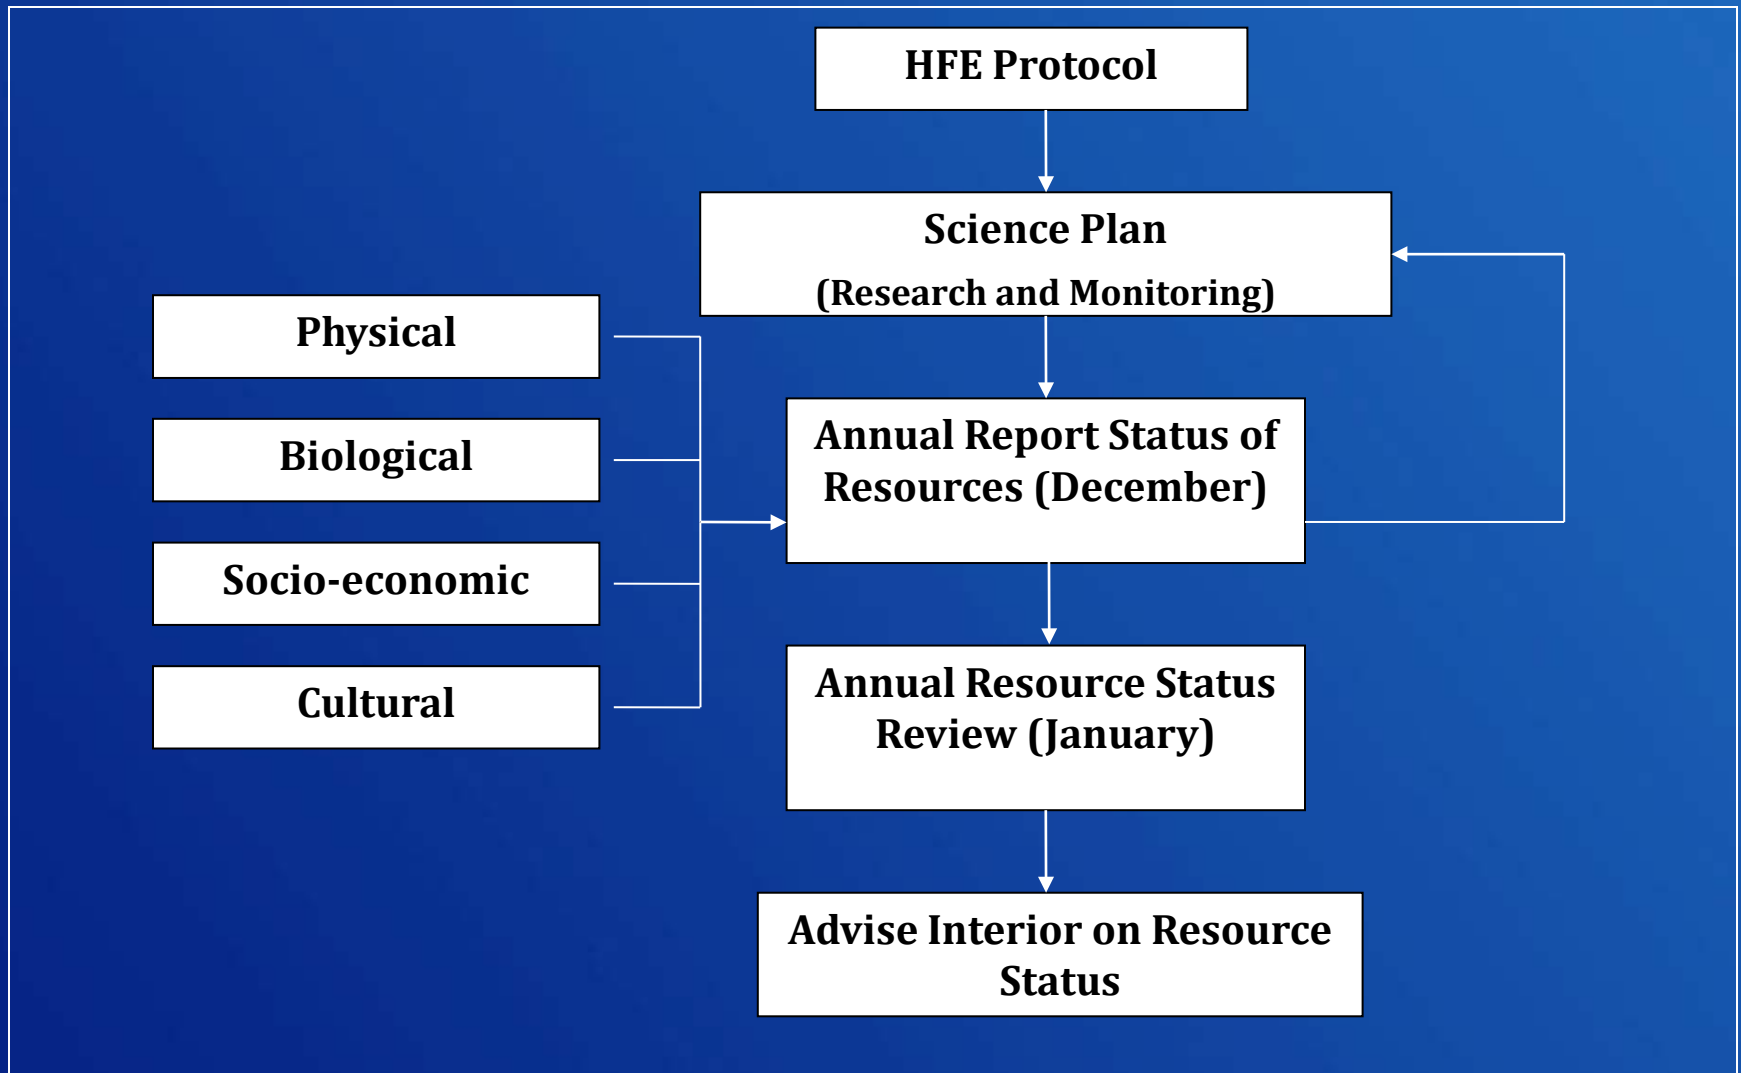 HFE Protocol
Science Plan
(Research and Monitoring)
Physical
Biological
Socio-economic
Cultural
Annual Report Status of
Resources (December)
Annual Resource Status
Review (January)
Advise Interior on Resource
Status